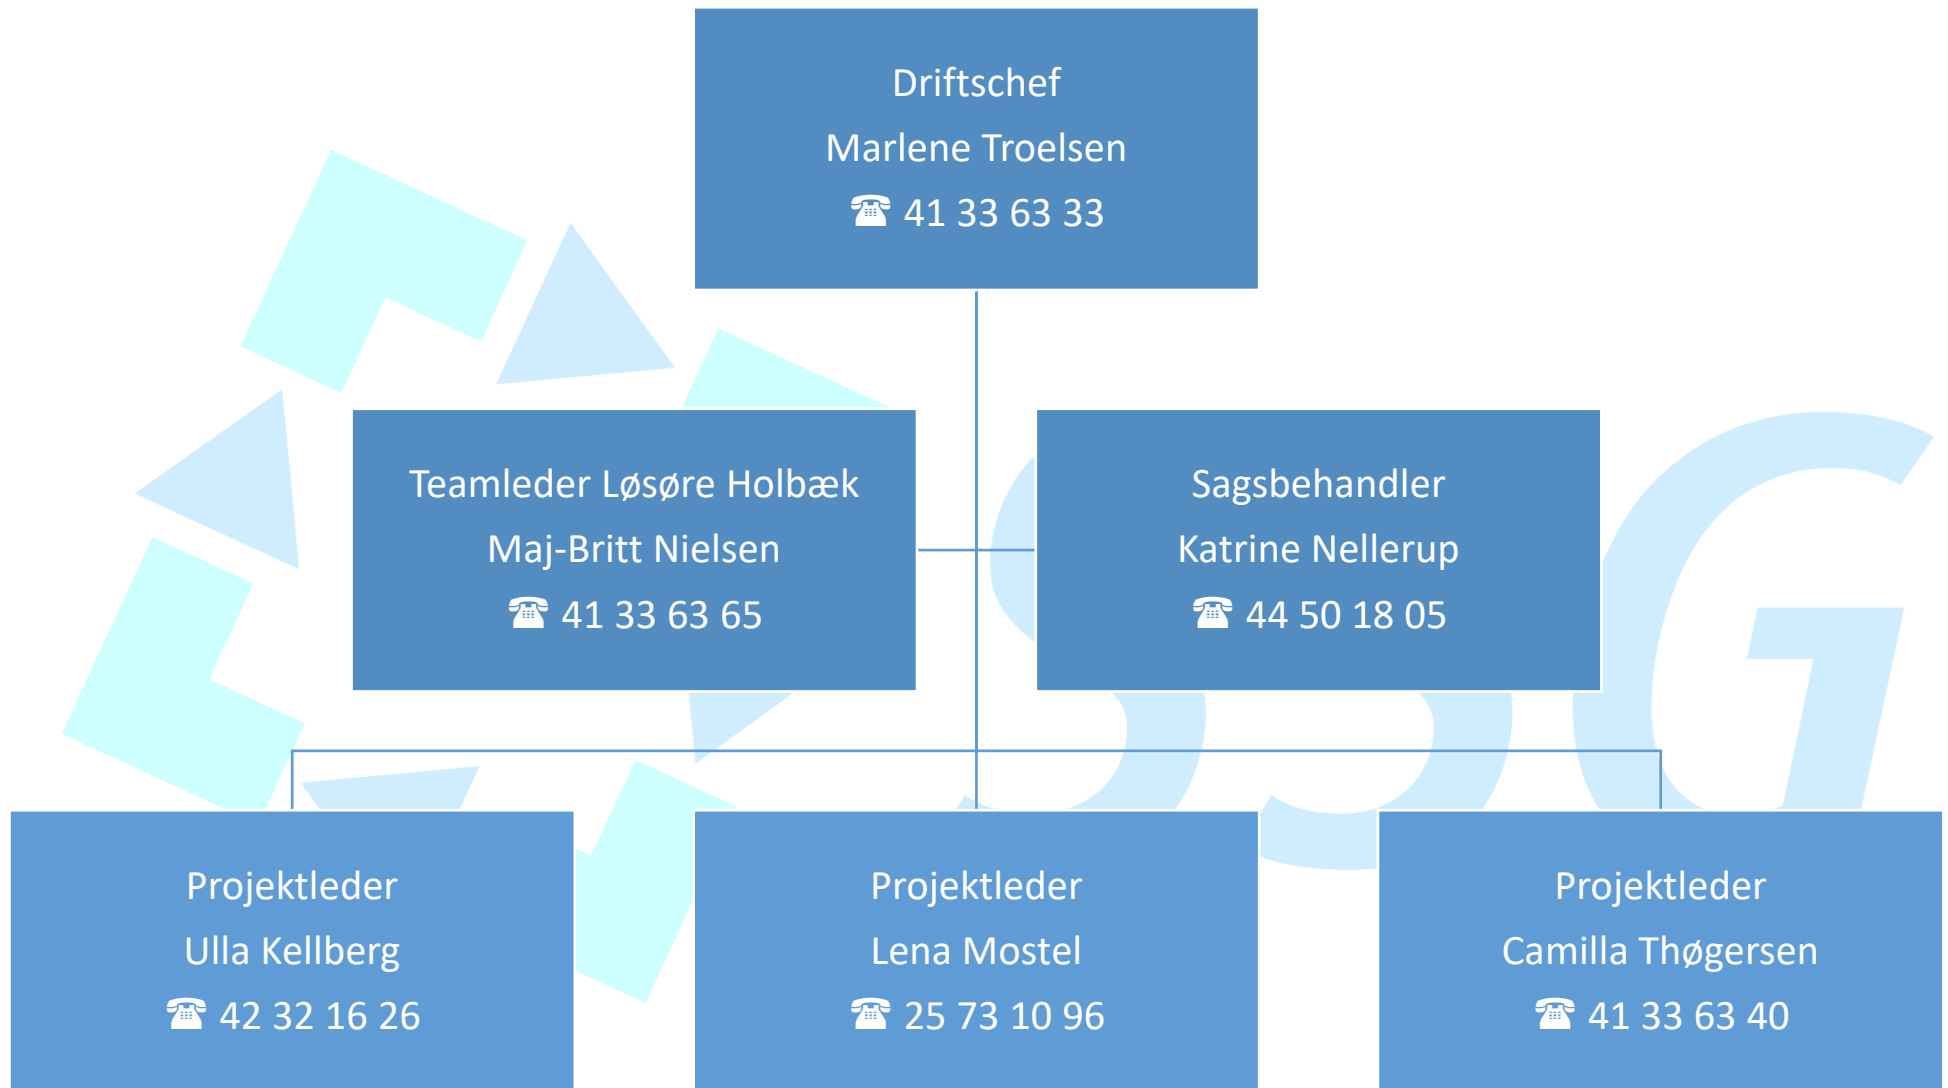 Driftschef
Marlene Troelsen
☎ 41 33 63 33
Teamleder Løsøre Holbæk
Maj-Britt Nielsen
☎ 41 33 63 65
Sagsbehandler
Katrine Nellerup
☎ 44 50 18 05
Projektleder
Ulla Kellberg
☎ 42 32 16 26
Projektleder
Lena Mostel
☎ 25 73 10 96
Projektleder
Camilla Thøgersen
☎ 41 33 63 40
SSG